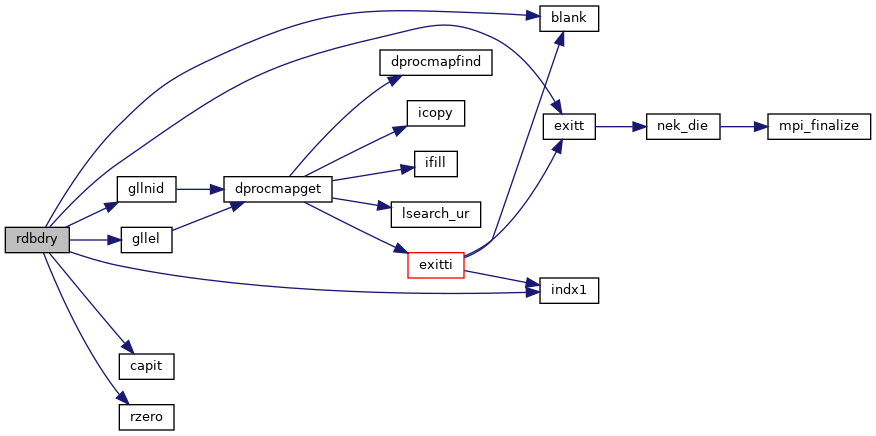 blank
dprocmapfind
icopy
exitt
nek_die
mpi_finalize
ifill
gllnid
dprocmapget
lsearch_ur
rdbdry
gllel
exitti
indx1
capit
rzero